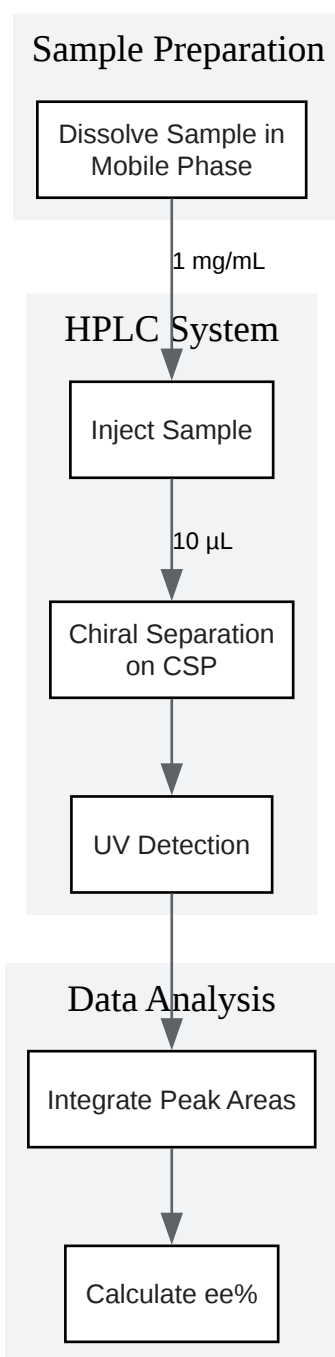 Sample Preparation
Dissolve Sample in
Mobile Phase
1 mg/mL
HPLC System
Inject Sample
10 µL
Chiral Separation
on CSP
UV Detection
Data Analysis
Integrate Peak Areas
Calculate ee%